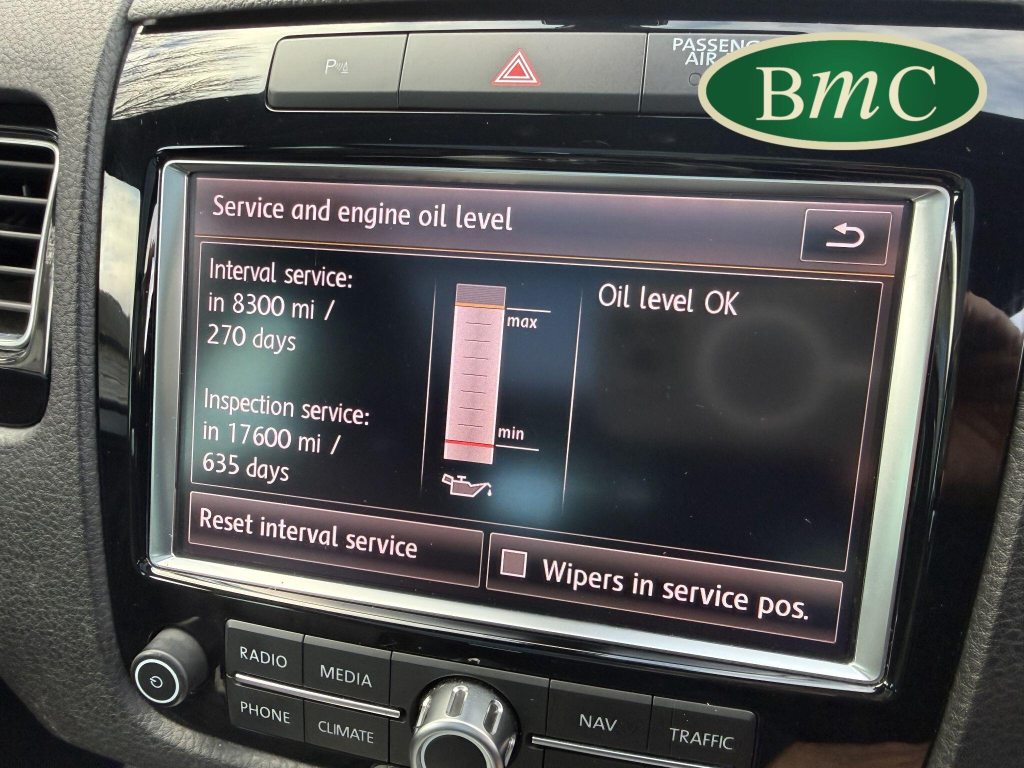 P
PASSENG
AIR
BmC
Service and engine oil level
Interval service:
in 8300 mi /
270 days
Inspection service:
in 17600 mi /
635 days
max
min
Oil level OK
Reset interval service
Wipers in service pos.
RADIO
MEDIA
PHONE
CLIMATE
NAV
TRAFFIC